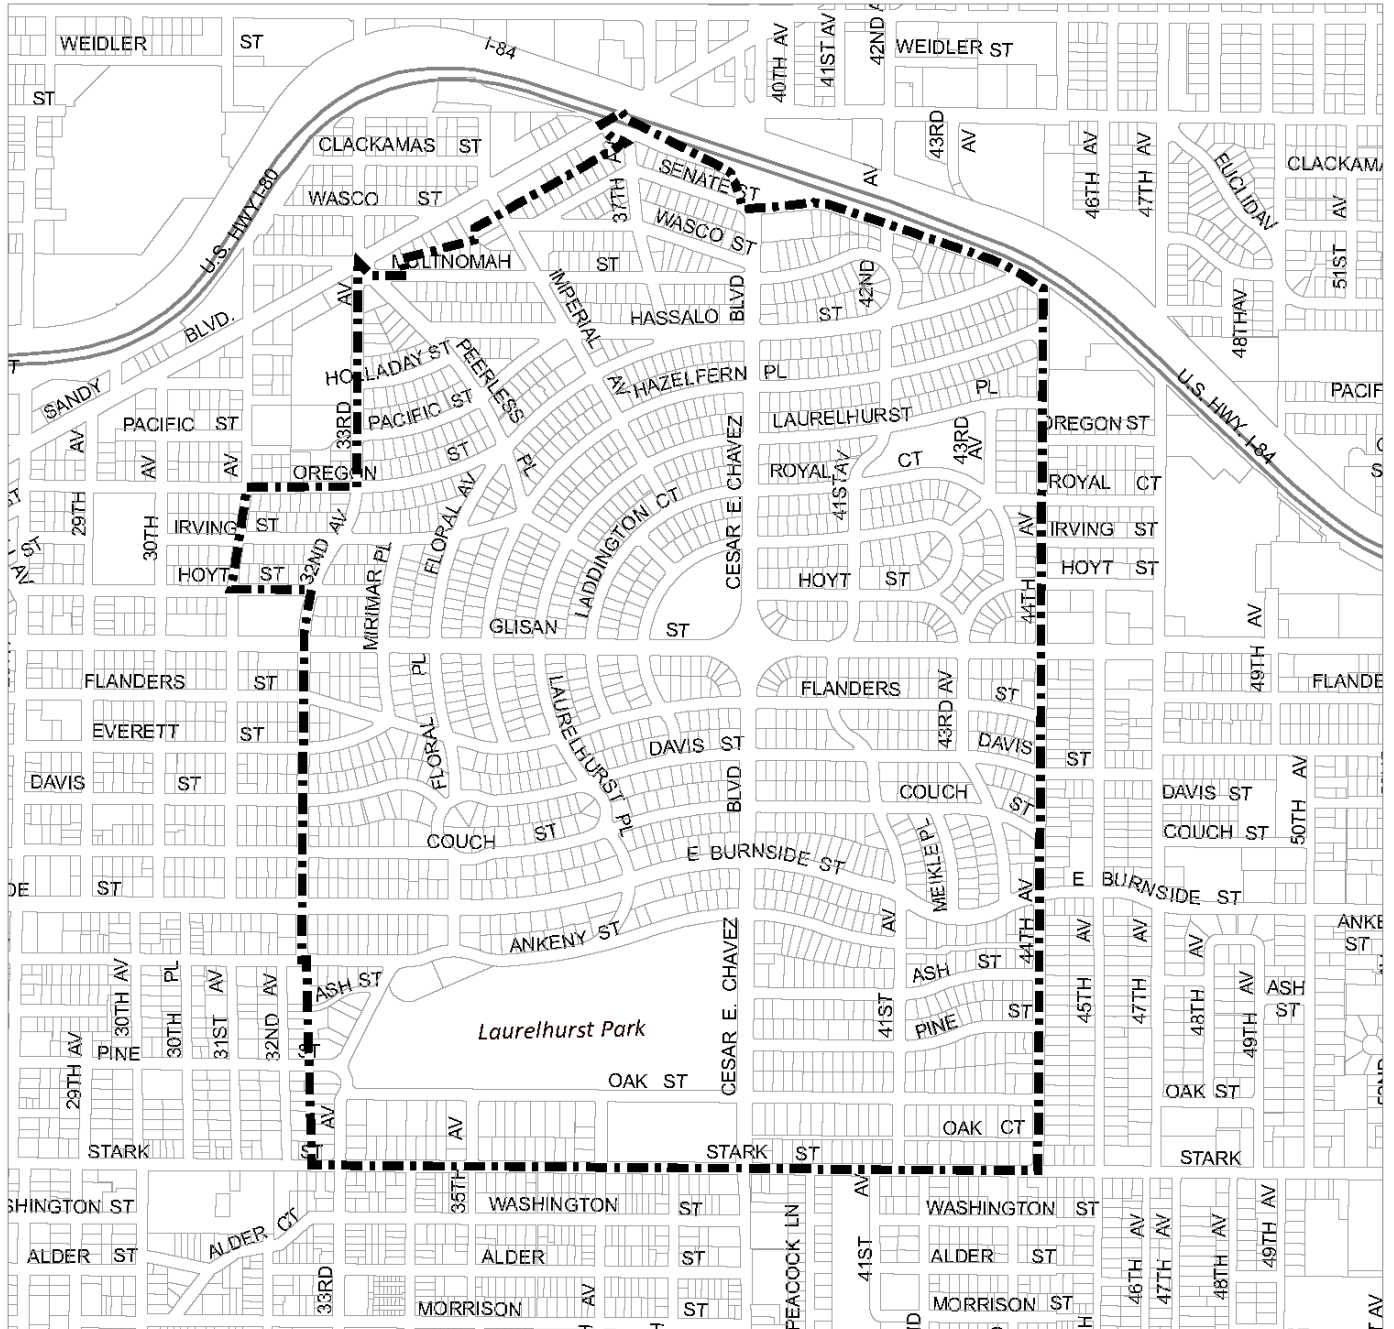 WEIDLER ST
I-84
40TH AV
41ST AV
42ND A
WEIDLER ST
ST
CLACKAMAS ST
AV
SENATE ST
43RD AV
AV
46TH AV
47TH AV
EUCLID AV
CLACKAMA
WASCO ST
37TH
WASCO ST
U.S. HWY. I-80
MULTNOMAH ST
IMPERIAL AV
42ND
51ST AV
AV
BLVD
HASSALO ST
48TH AV
SANDY BLVD.
HOLLADAY ST
PEERLESS PL
HAZELFERN PL
U.S. HWY. I-84
PACIF
PACIFIC ST
33RD
PACIFIC ST
LAURELHURST PL
OREGON ST
AV
AV
AV
ST
CESAR E. CHAVEZ
ROYAL CT
41ST AV
43RD AV
ROYAL CT
OREGON
FLORAL AV
LADDINGTON CT
29TH
30TH
IRVING ST
32ND AV
AV
IRVING ST
ST
AV
HOYT ST
MIRIMAR PL
HOYT ST
44TH
HOYT ST
GLISAN ST
49TH AV
FLANDERS ST
PL
LAURELHURST PL
FLANDERS ST
FLANDE
EVERETT ST
FLORAL
DAVIS ST
43RD AV
DAVIS ST
DAVIS ST
BLVD
COUCH ST
DAVIS ST
50TH AV
COUCH ST
MEIKLE PL
COUCH ST
E BURNSIDE ST
AV
E BURNSIDE ST
DE ST
ANKENY ST
AV
44TH
ANKE
ST
30TH AV
30TH PL
31ST AV
32ND AV
ASH ST
CESAR E. CHAVEZ
ASH ST
45TH AV
47TH AV
48TH AV
49TH AV
ASH
ST
Laurelhurst Park
41ST
PINE ST
29TH AV
PINE ST
OAK ST
OAK ST
AV
AV
OAK CT
STARK ST
STARK ST
STARK
SHINGTON ST
35TH
WASHINGTON ST
AV
WASHINGTON ST
ALDER ST
ALDER CT
ALDER ST
PEACOCK LN
41ST
ALDER ST
46TH AV
47TH AV
48TH AV
49TH AV
33RD
MORRISON ST
AV
MORRISON ST
T AV